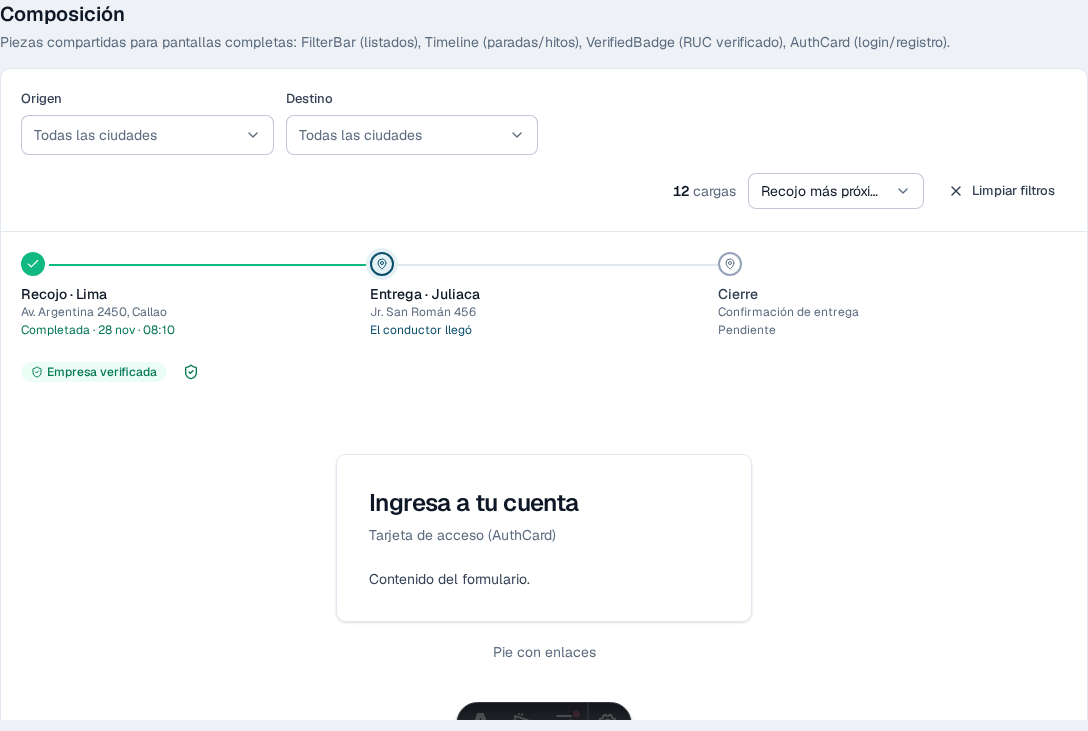 Composición
Piezas compartidas para pantallas completas: FilterBar (listados), Timeline (paradas/hitos), VerifiedBadge (RUC verificado), AuthCard (login/registro).
Origen
Destino
Todas las ciudades
Todas las ciudades
12 cargas
Recojo más próxi...
Limpiar filtros
Recojo · Lima
Av. Argentina 2450, Callao
Completada · 28 nov · 08:10
Entrega · Juliaca
Jr. San Román 456
El conductor llegó
Cierre
Confirmación de entrega
Pendiente
Empresa verificada
Ingresa a tu cuenta
Tarjeta de acceso (AuthCard)
Contenido del formulario.
Pie con enlaces